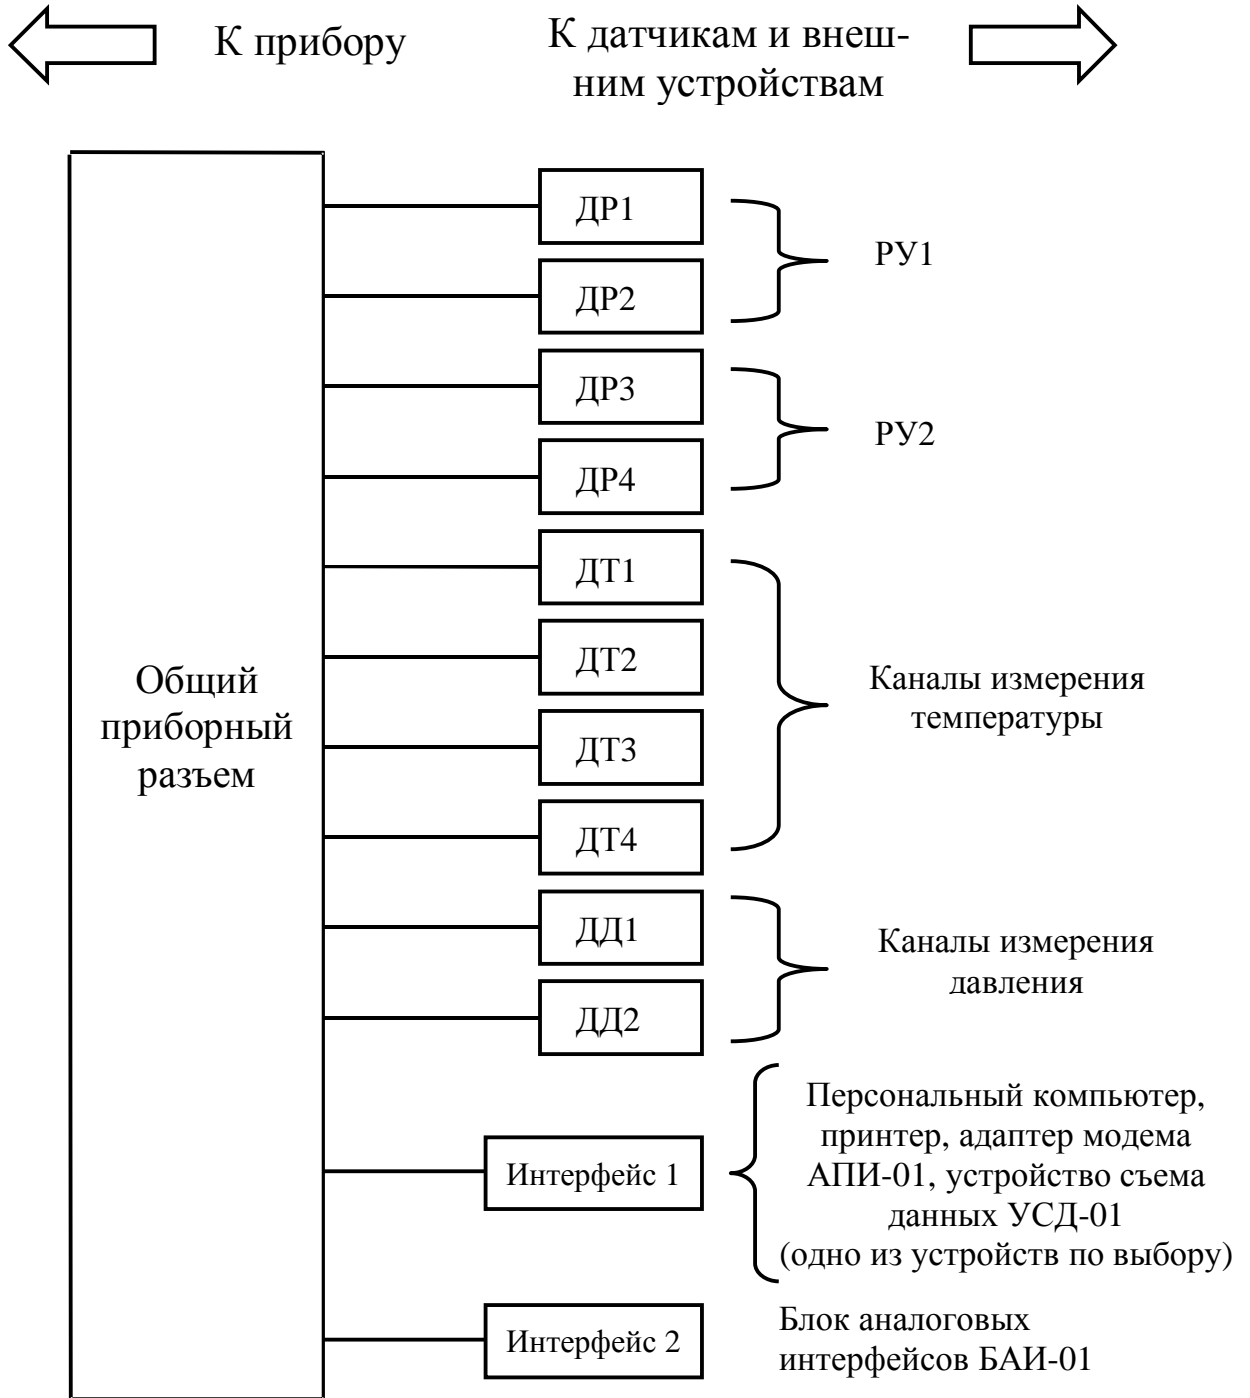 К прибору
К датчикам и внеш-
ним устройствам
ДР1
ДР2
РУ1
ДР3
ДР4
РУ2
ДТ1
ДТ2
ДТ3
ДТ4
Каналы измерения
температуры
Общий
приборный
разъем
ДД1
ДД2
Каналы измерения
давления
Интерфейс 1
Персональный компьютер,
принтер, адаптер модема
АПИ-01, устройство съема
данных УСД-01
(одно из устройств по выбору)
Интерфейс 2
Блок аналоговых
интерфейсов БАИ-01